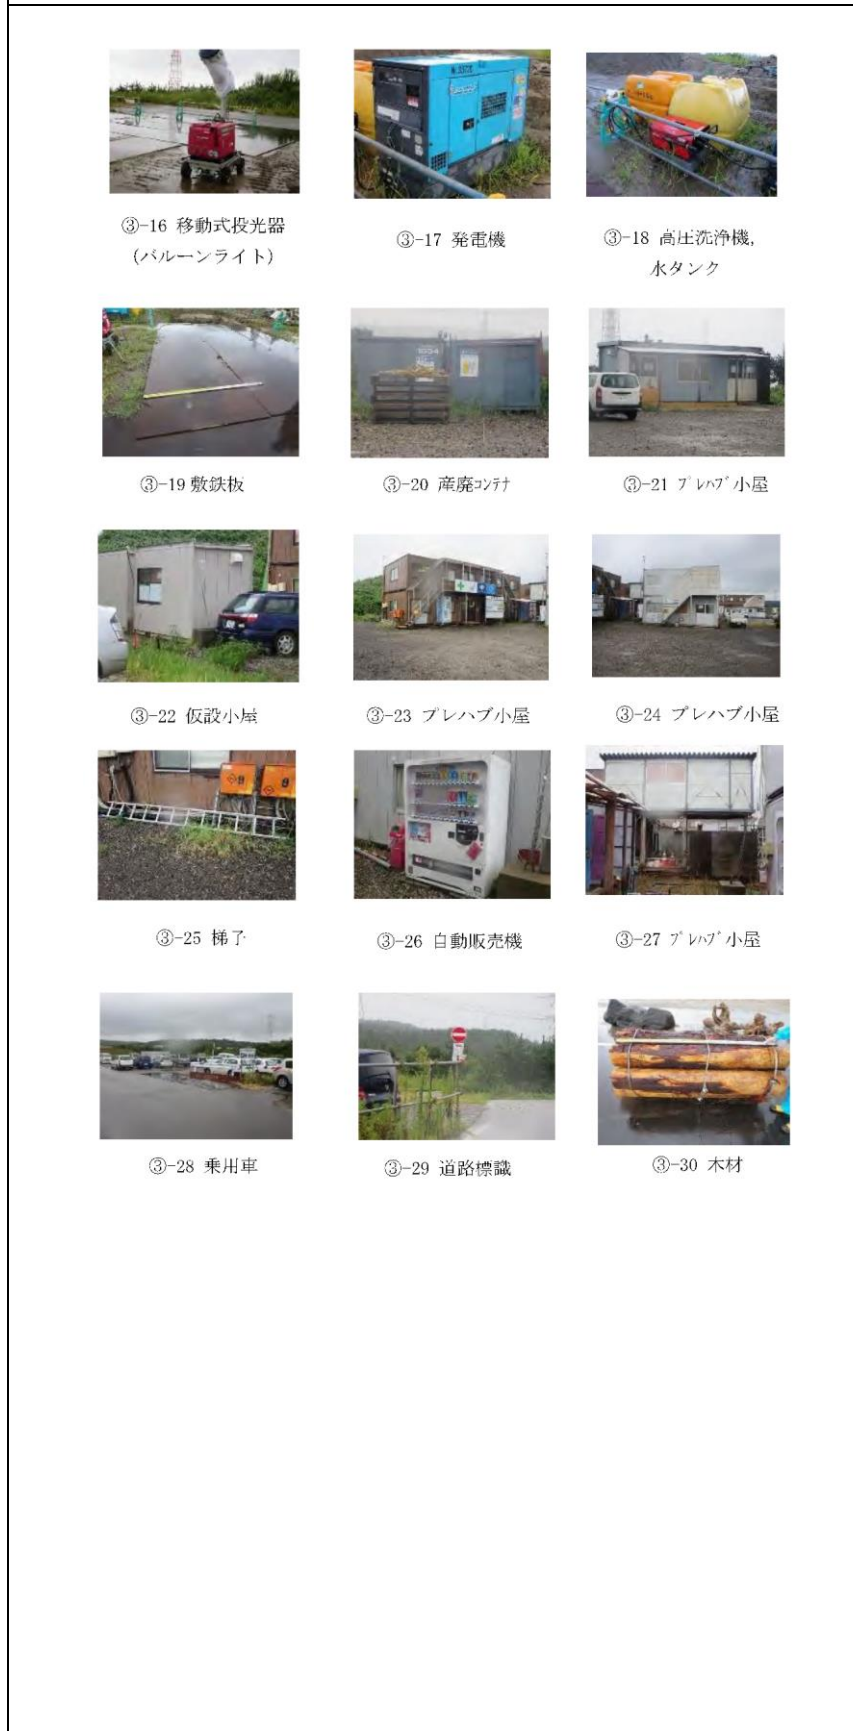 ③-16 移動式投光器
(バルーンライト)
③-17 発電機
③-18 高圧洗浄機,
水タンク
③-19 敷鉄板
③-20 産廃ｺﾝﾃﾅ
③-21 ﾌﾟﾚﾊﾌﾞ小屋
③-22 仮設小屋
③-23 プレハブ小屋
③-24 プレハブ小屋
③-25 梯子
③-26 自動販売機
③-27 ﾌﾟﾚﾊﾌﾞ小屋
③-28 乗用車
③-29 道路標識
③-30 木材